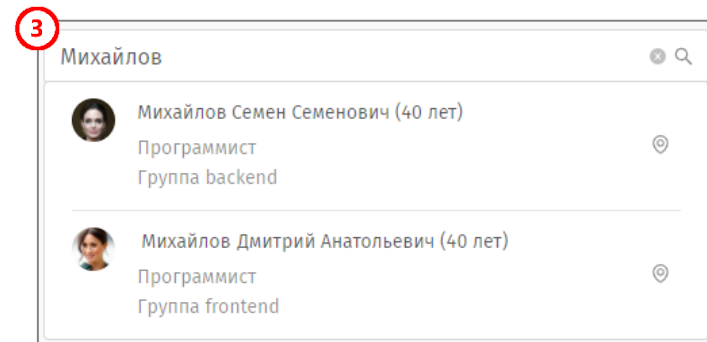 3
Михайлов
Михайлов Семен Семенович (40 лет)
Программист
Группа backend
Михайлов Дмитрий Анатольевич (40 лет)
Программист
Группа frontend